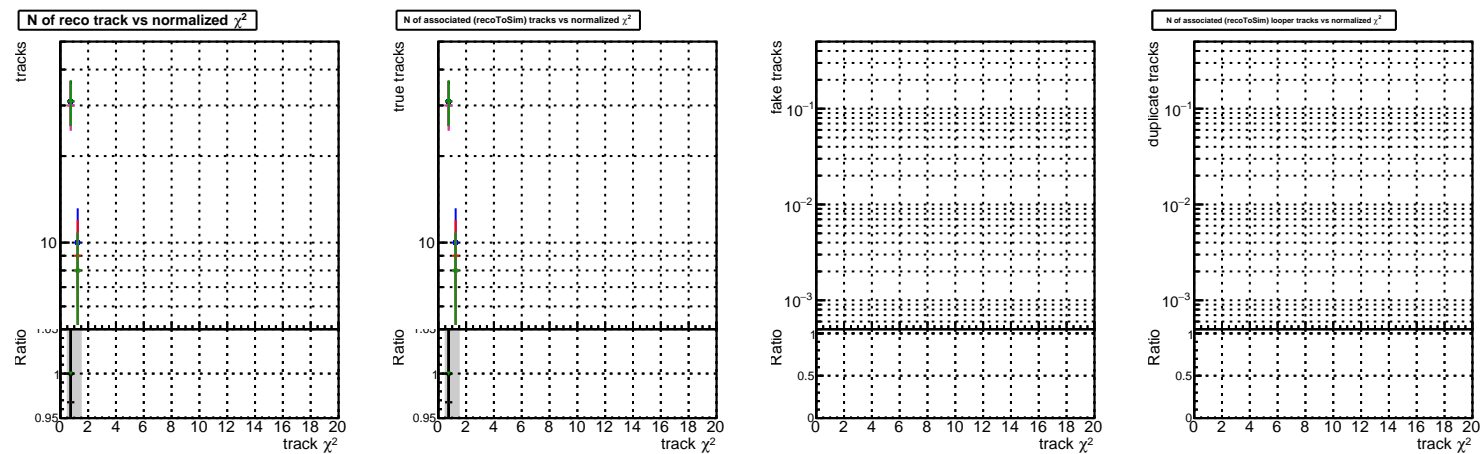 N of reco track vs normalized χ²
tracks
10
Ratio
1.05
1
0.95
0 2 4 6 8 10 12 14 16 18 20
track χ²
N of associated (recoToSim) tracks vs normalized χ²
true tracks
10
Ratio
1.05
1
0.95
0 2 4 6 8 10 12 14 16 18 20
track χ²
fake tracks
10⁻¹
10⁻²
10⁻³
Ratio
1
0.5
0
0 2 4 6 8 10 12 14 16 18 20
track χ²
N of associated (recoToSim) looper tracks vs normalized χ²
duplicate tracks
10⁻¹
10⁻²
10⁻³
Ratio
1
0.5
0
0 2 4 6 8 10 12 14 16 18 20
track χ²